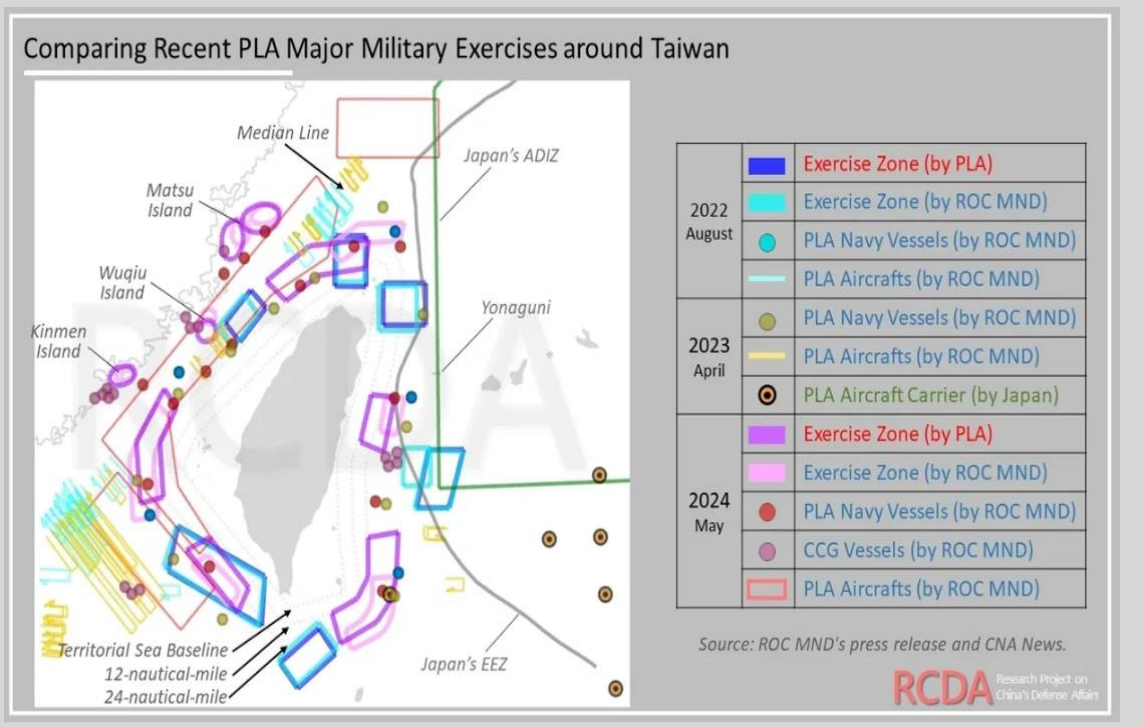 Comparing Recent PLA Major Military Exercises around Taiwan
Median Line
Japan's ADIZ
Matsu
Island
Wuqiu
Island
Yonaguni
Kinmen
Island
RCDA
Territorial Sea Baseline
12-nautical-mile
24-nautical-mile
Japan's EEZ
2022
August
Exercise Zone (by PLA)
Exercise Zone (by ROC MND)
PLA Navy Vessels (by ROC MND)
PLA Aircrafts (by ROC MND)
2023
April
PLA Navy Vessels (by ROC MND)
PLA Aircrafts (by ROC MND)
PLA Aircraft Carrier (by Japan)
2024
May
Exercise Zone (by PLA)
Exercise Zone (by ROC MND)
PLA Navy Vessels (by ROC MND)
CCG Vessels (by ROC MND)
PLA Aircrafts (by ROC MND)
Source: ROC MND's press release and CNA News.
RCDA
Research Project on
China's Defense Affairs